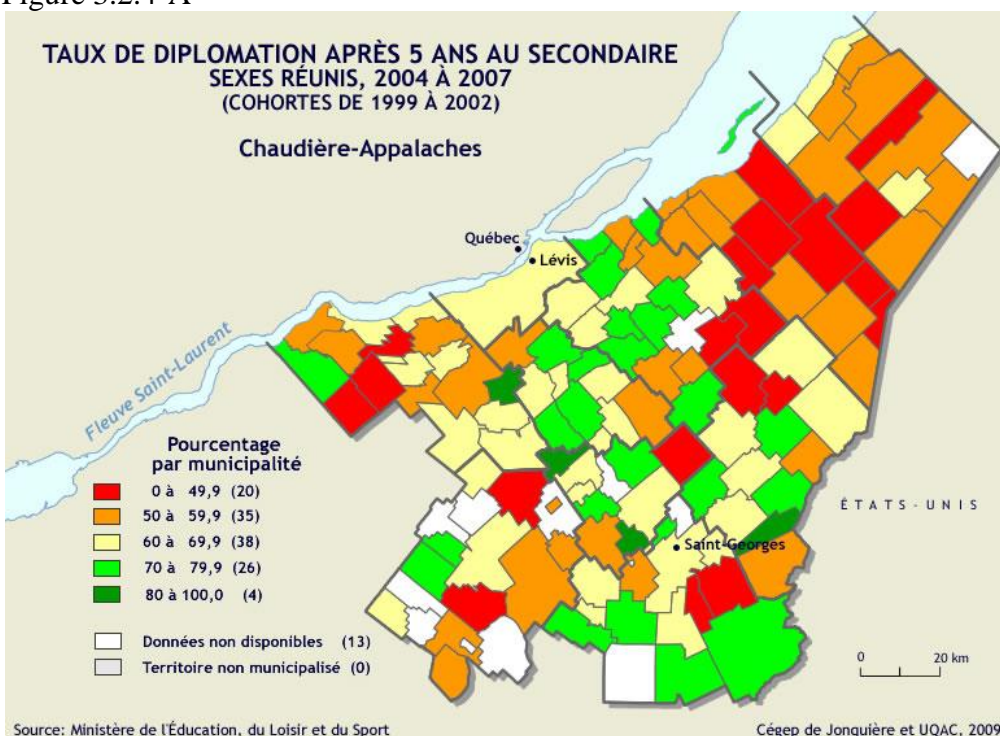 Figure 3.2.4-A
TAUX DE DIPLOMATION APRÈS 5 ANS AU SECONDAIRE
SEXES RÉUNIS, 2004 À 2007
(COHORTES DE 1999 À 2002)
Chaudière-Appalaches
Québec
Lévis
Fleuve Saint-Laurent
Pourcentage
par municipalité
0 à 49,9 (20)
50 à 59,9 (35)
60 à 69,9 (38)
70 à 79,9 (26)
80 à 100,0 (4)
Données non disponibles (13)
Territoire non municipalisé (0)
ÉTATS-UNIS
Saint-Georges
0 20 km
Source: Ministère de l'Éducation, du Loisir et du Sport
Cégep de Jonquière et UQAC, 2009